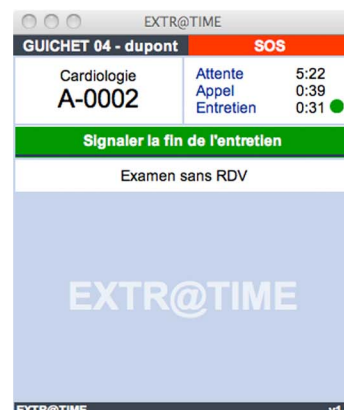 EXTR@TIME
GUICHET 04 - dupont SOS
Cardiologie
A-0002
Attente 5:22
Appel 0:39
Entretien 0:31
Signaler la fin de l'entretien
Examen sans RDV
EXTR@TIME
EXTR@TIME v1